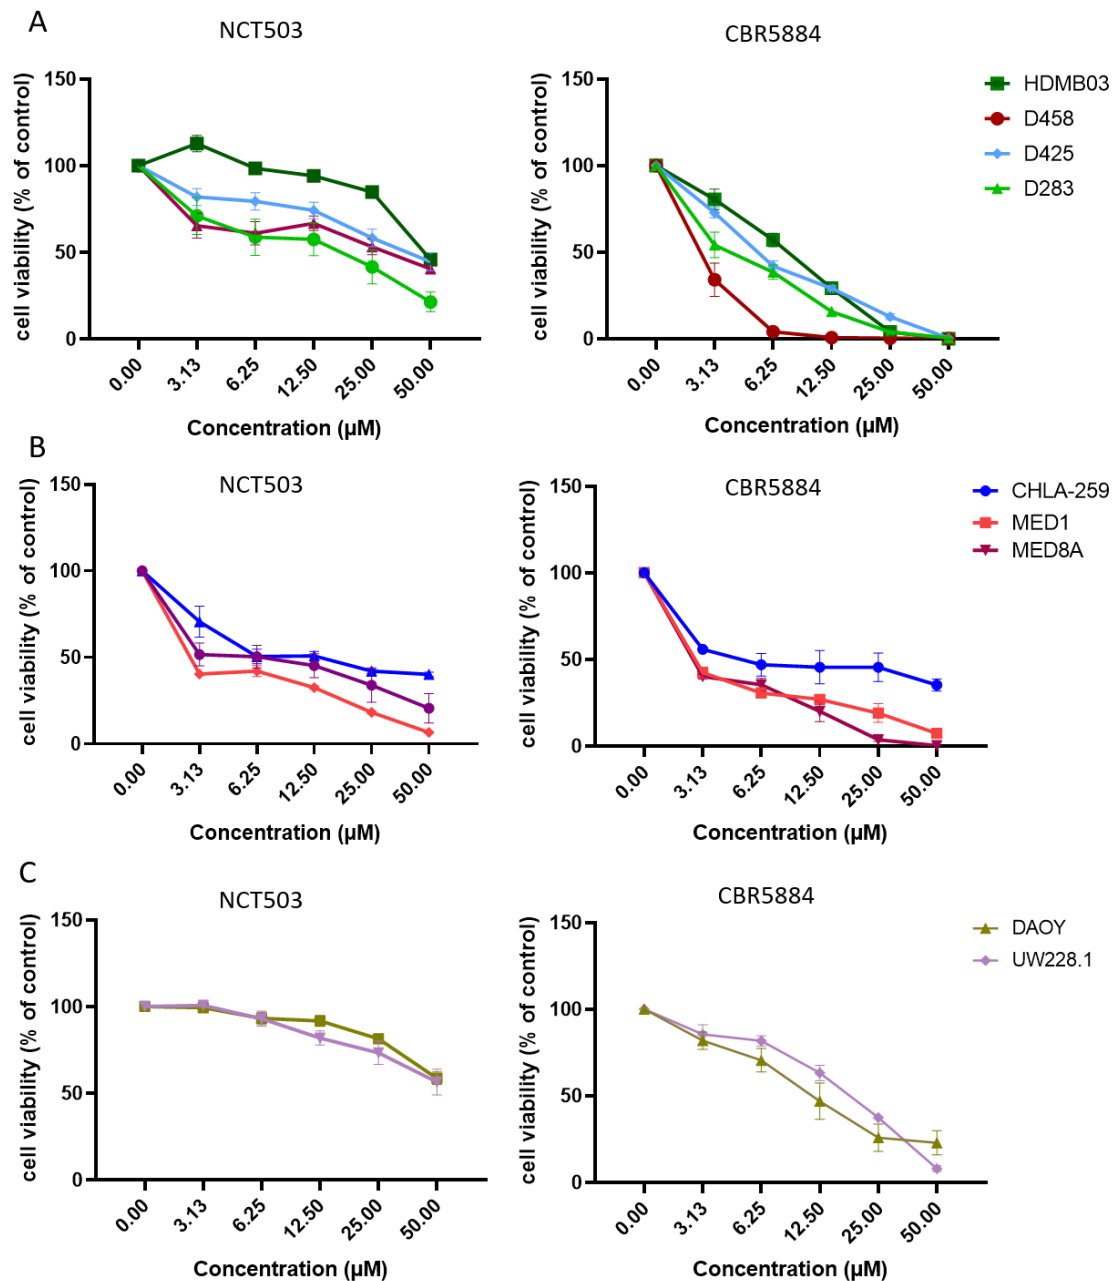 A
NCT503
CBR5884
cell viability (% of control)
150
100
50
0
0.00
3.13
6.25
12.50
25.00
50.00
Concentration (µM)
cell viability (% of control)
150
100
50
0
0.00
3.13
6.25
12.50
25.00
50.00
Concentration (µM)
HDMB03
D458
D425
D283
B
NCT503
CBR5884
cell viability (% of control)
150
100
50
0
0.00
3.13
6.25
12.50
25.00
50.00
Concentration (µM)
cell viability (% of control)
150
100
50
0
0.00
3.13
6.25
12.50
25.00
50.00
Concentration (µM)
CHLA-259
MED1
MED8A
C
NCT503
CBR5884
cell viability (% of control)
150
100
50
0
0.00
3.13
6.25
12.50
25.00
50.00
Concentration (µM)
cell viability (% of control)
150
100
50
0
0.00
3.13
6.25
12.50
25.00
50.00
Concentration (µM)
DAOY
UW228.1